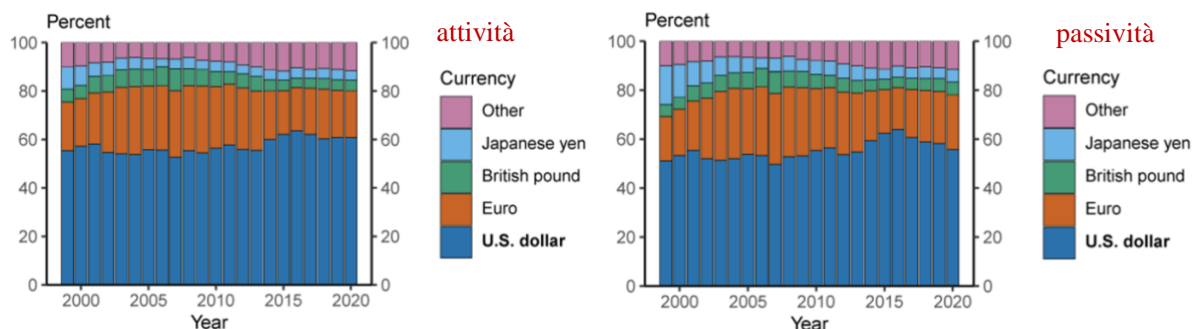 Percent
attività
100
80
60
40
20
0
100
80
60
40
20
0
2000 2005 2010 2015 2020
Year
Currency
Other
Japanese yen
British pound
Euro
U.S. dollar
Percent
passività
100
80
60
40
20
0
100
80
60
40
20
0
2000 2005 2010 2015 2020
Year
Currency
Other
Japanese yen
British pound
Euro
U.S. dollar